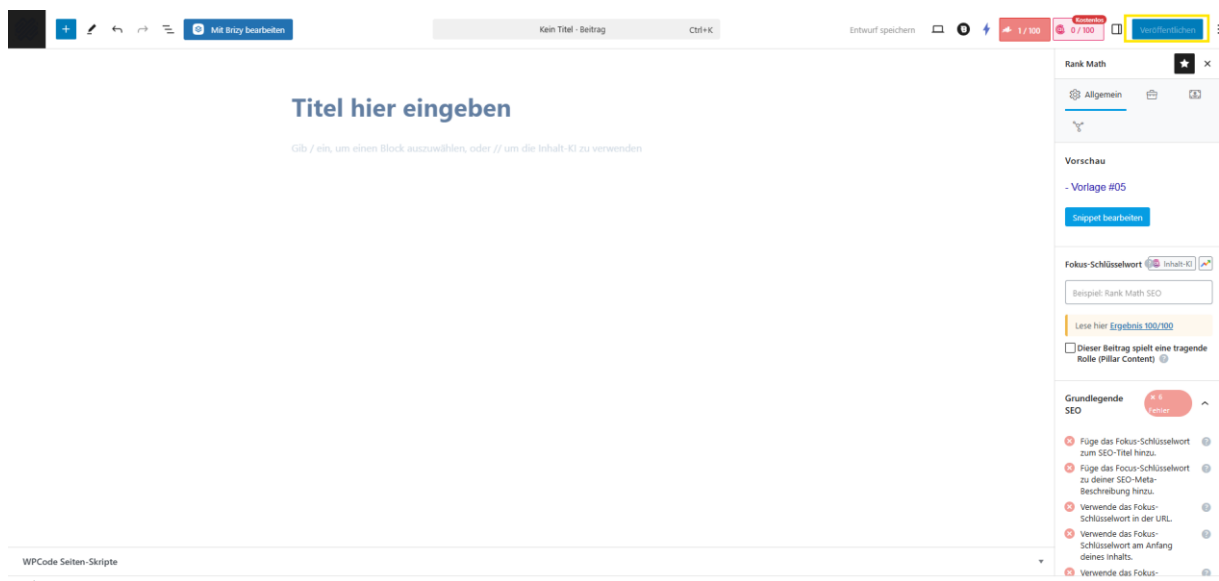 Mit Brizy bearbeiten
Kein Titel - Beitrag
Ctrl+K
Entwurf speichern
1 / 100
Kostenlos
0 / 100
Veröffentlichen
Rank Math
Titel hier eingeben
Allgemein
Gib / ein, um einen Block auszuwählen, oder // um die Inhalt-KI zu verwenden
Vorschau
- Vorlage #05
Snippet bearbeiten
Fokus-Schlüsselwort
Inhalt-KI
Beispiel: Rank Math SEO
Lese hier Ergebnis 100/100
Dieser Beitrag spielt eine tragende
Rolle (Pillar Content)
Grundlegende
SEO
× 6
Fehler
Füge das Fokus-Schlüsselwort
zum SEO-Titel hinzu.
Füge das Focus-Schlüsselwort
zu deiner SEO-Meta-
Beschreibung hinzu.
Verwende das Fokus-
Schlüsselwort in der URL.
Verwende das Fokus-
Schlüsselwort am Anfang
deines Inhalts.
Verwende das Fokus-
WPCode Seiten-Skripte